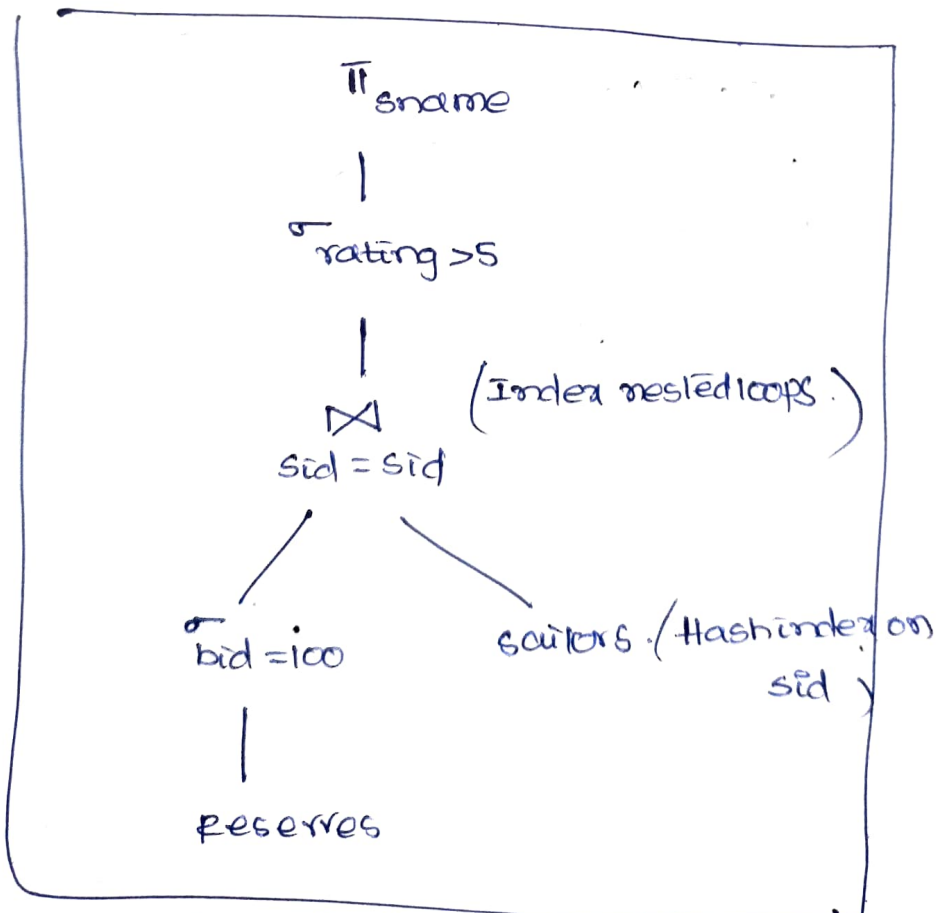 π sname
σ rating >5
(Index nested loops.)
⋈
sid = sid
σ bid =100
sailors. (Hash index on
sid)
Reserves